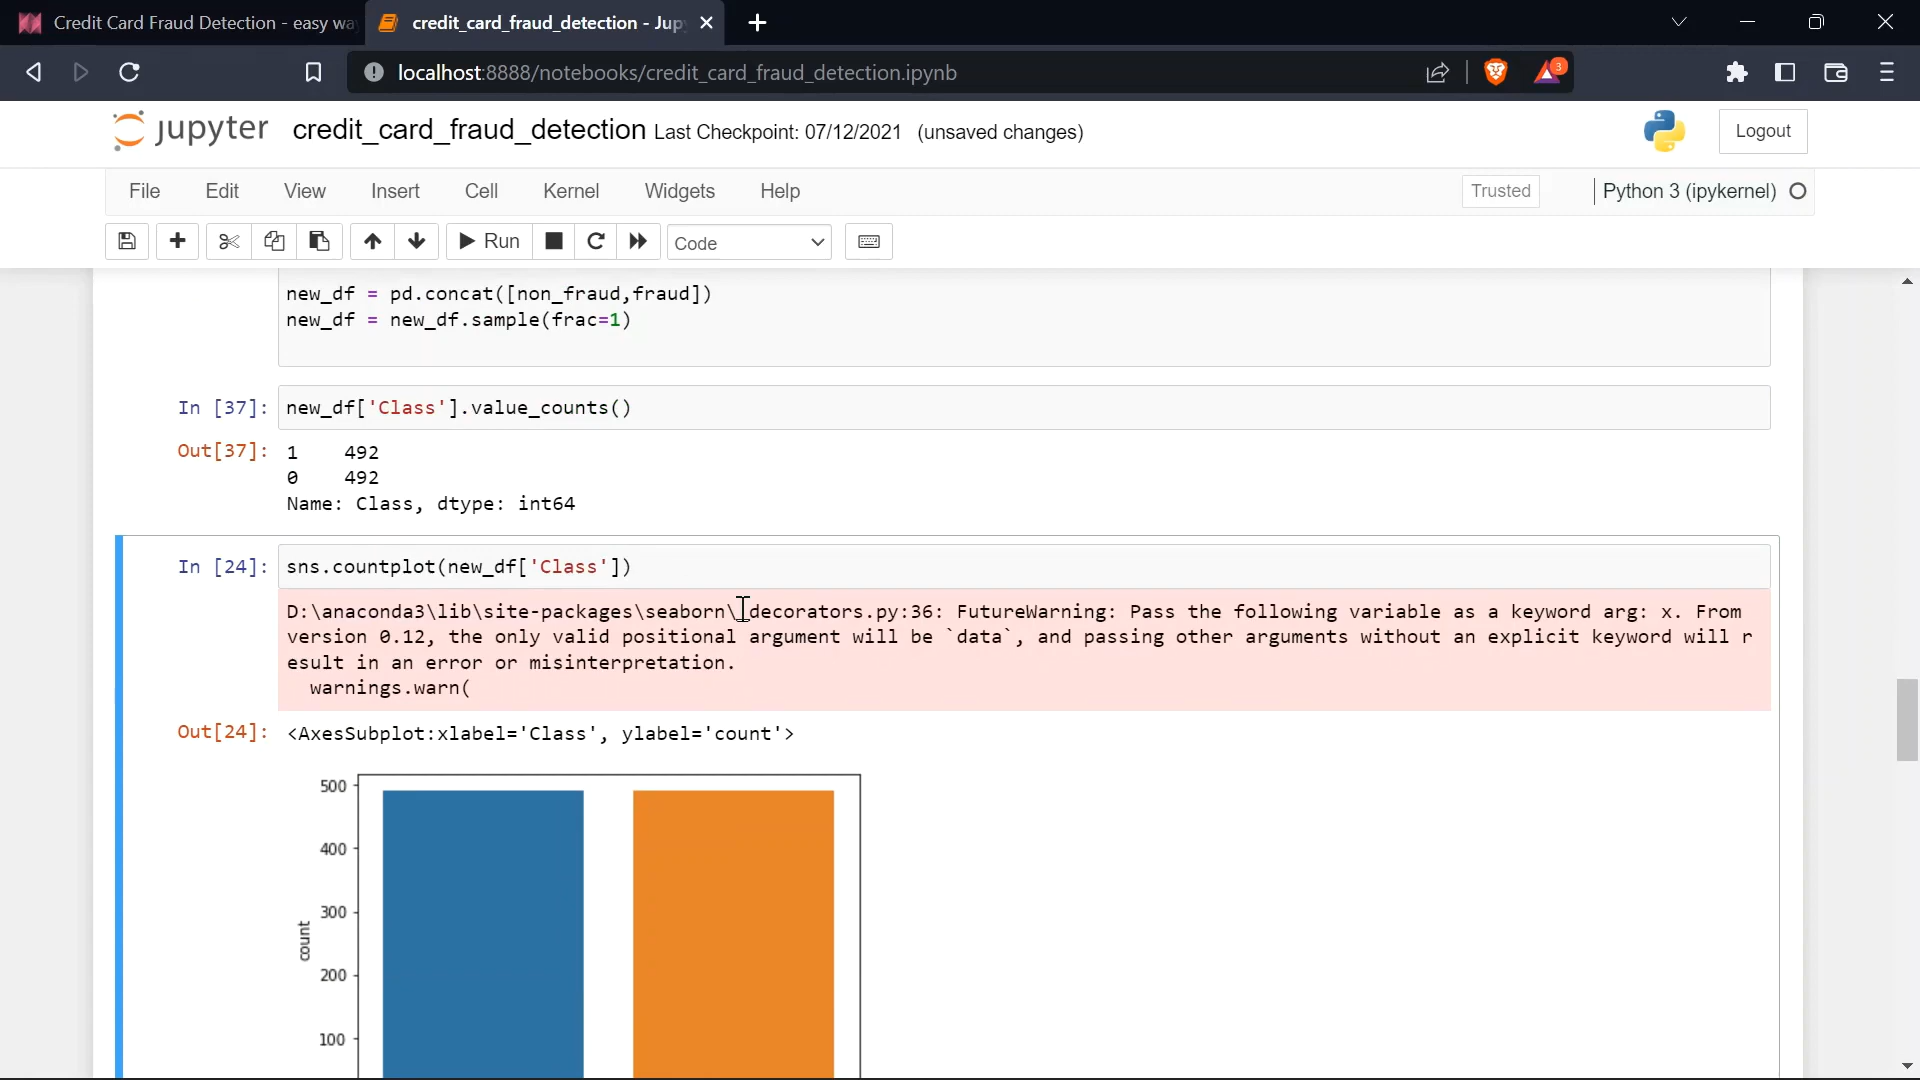 Credit Card Fraud Detection - easy wa
credit_card_fraud_detection - Jup
localhost:8888/notebooks/credit_card_fraud_detection.ipynb
3
jupyter credit_card_fraud_detection Last Checkpoint: 07/12/2021 (unsaved changes)
Logout
File Edit View Insert Cell Kernel Widgets Help
Trusted
Python 3 (ipykernel)
Run
Code
new_df = pd.concat([non_fraud,fraud])
new_df = new_df.sample(frac=1)
In [37]: new_df['Class'].value_counts()
Out[37]: 1 492
0 492
Name: Class, dtype: int64
In [24]: sns.countplot(new_df['Class'])
D:\anaconda3\lib\site-packages\seaborn\_decorators.py:36: FutureWarning: Pass the following variable as a keyword arg: x. From
version 0.12, the only valid positional argument will be `data`, and passing other arguments without an explicit keyword will r
esult in an error or misinterpretation.
warnings.warn(
Out[24]: <AxesSubplot:xlabel='Class', ylabel='count'>
500
400
300
count
200
100